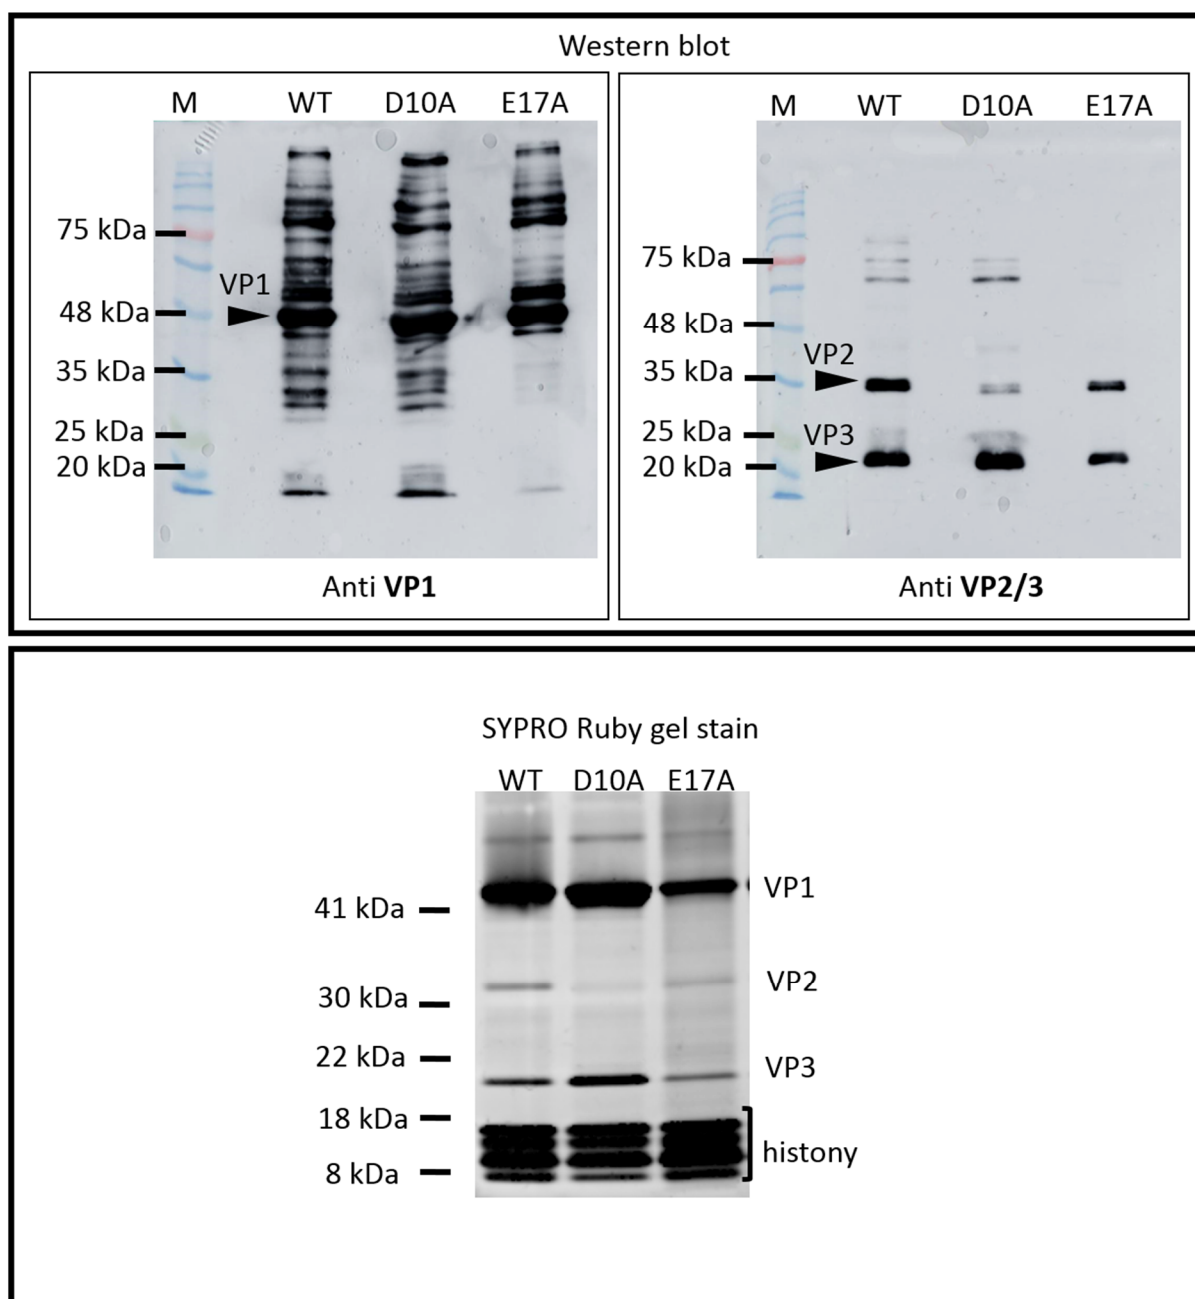 Western blot
M WT D10A E17A
75 kDa
VP1
48 kDa
35 kDa
25 kDa
20 kDa
Anti VP1
M WT D10A E17A
75 kDa
48 kDa
VP2
35 kDa
25 kDa
VP3
20 kDa
Anti VP2/3
SYPRO Ruby gel stain
WT D10A E17A
VP1
41 kDa
VP2
30 kDa
22 kDa
VP3
18 kDa
histony
8 kDa